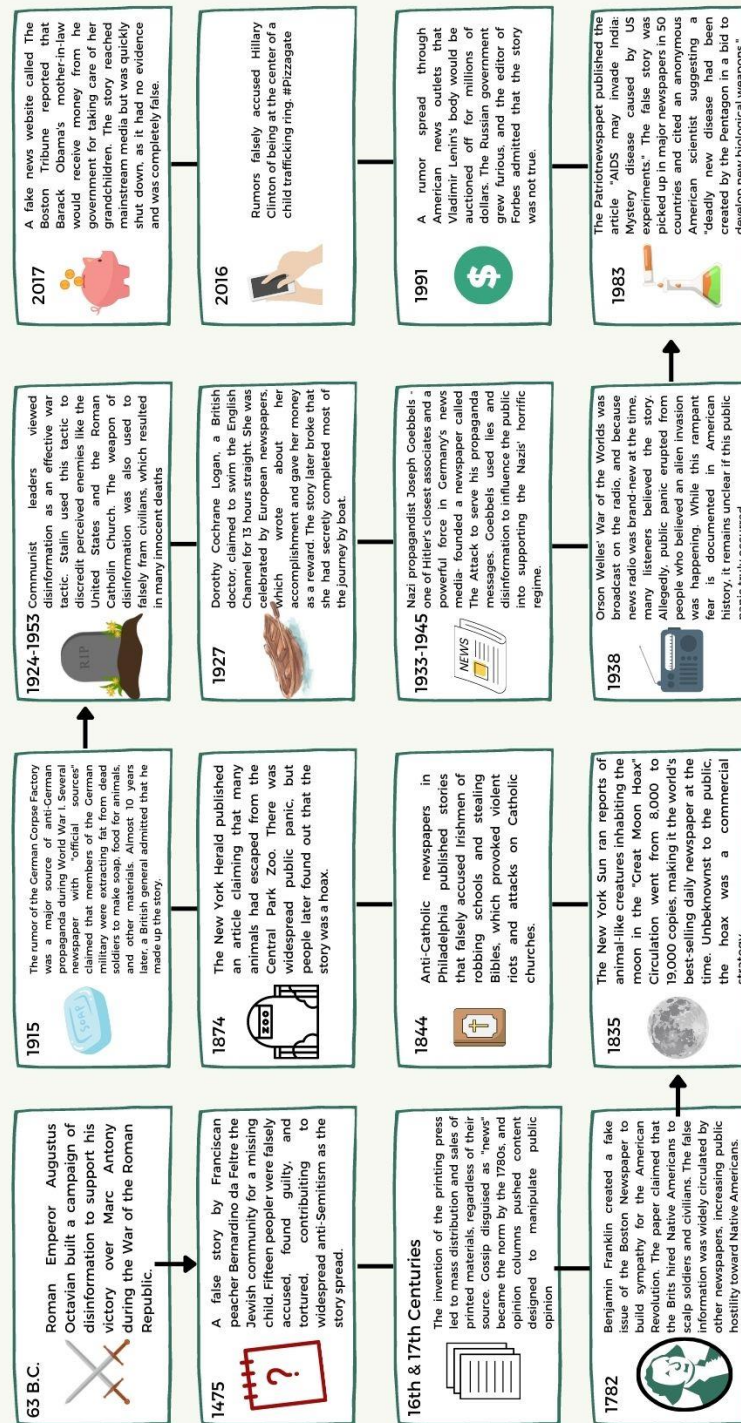 63 B.C.
Roman Emperor Augustus
Octavian built a campaign of
disinformation to support his
victory over Marc Antony
during the War of the Roman
Republic.
1475
A false story by Franciscan
peacher Bernardino da Feltre the
Jewish community for a missing
child. Fifteen peopler were falsely
accused, found guilty, and
tortured, contributing to
widespread anti-Semitism as the
story spread.
?
16th & 17th Centuries
The invention of the printing press
led to mass distribution and sales of
printed materials, regardless of their
source. Gossip disguised as "news"
became the norm by the 1780s, and
opinion columns pushed content
designed to manipulate public
opinion
1782
Benjamin Franklin created a fake
issue of the Boston Newspaper to
build sympathy for the American
Revolution. The paper claimed that
the Brits hired Native Americans to
scalp soldiers and civilians. The false
information was widely circulated by
other newspapers, increasing public
hostility toward Native Americans.
1835
The New York Sun ran reports of
animal-like creatures inhabiting the
moon in the "Great Moon Hoax"
Circulation went from 8,000 to
19,000 copies, making it the world's
best-selling daily newspaper at the
time. Unbeknownst to the public,
the hoax was a commercial
strategy.
1844
Anti-Catholic newspapers in
Philadelphia published stories
that falsely accused Irishmen of
robbing schools and stealing
Bibles, which provoked violent
riots and attacks on Catholic
churches.
1874
ZOO
The New York Herald published
an article claiming that many
animals had escaped from the
Central Park Zoo. There was
widespread public panic, but
people later found out that the
story was a hoax.
1915
SOAP
The rumor of the German Corpse Factory
was a major source of anti-German
propaganda during World War I. Several
newspaper with "official sources"
claimed that members of the German
military were extracting fat from dead
soldiers to make soap, food for animals,
and other materials. Almost 10 years
later, a British general admitted that he
made up the story.
1924-1953
RIP
Communist leaders viewed
disinformation as an effective war
tactic. Stalin used this tactic to
discredit perceived enemies like the
United States and the Roman
Catholin Church. The weapon of
disinformation was also used to
falsely fram civilians, which resulted
in many innocent deaths
1927
Dorothy Cochrane Logan, a British
doctor, claimed to swim the English
Channel for 13 hours straight. She was
celebrated by European newspapers,
which wrote about her
accomplishment and gave her money
as a reward. The story later broke that
she had secretly completed most of
the journey by boat.
1933-1945
NEWS
Nazi propagandist Joseph Goebbels -
one of Hitler's closest associates and a
powerful force in Germany's news
media- founded a newspaper called
The Attack to serve his propaganda
messages. Goebbels used lies and
disinformation to influence the public
into supporting the Nazis' horrific
regime.
1938
Orson Welles' War of the Worlds was
broadcast on the radio, and because
news radio was brand-new at the time,
many listeners believed the story.
Allegedly, public panic erupted from
people who believed an alien invasion
was happening. While this rampant
fear is documented in American
history, it remains unclear if this public
1983
The Patriotnewspapet published the
article "AIDS may invade India:
Mystery disease caused by US
experiments." The false story was
picked up in major newspapers in 50
countries and cited an anonymous
American scientist suggesting a
"deadly new disease had been
created by the Pentagon in a bid to
develop new biological weapons."
1991
$
A rumor spread through
American news outlets that
Vladimir Lenin's body would be
auctioned off for millions of
dollars. The Russian government
grew furious, and the editor of
Forbes admitted that the story
was not true.
2016
Rumors falsely accused Hillary
Clinton of being at the center of a
child trafficking ring. #Pizzagate
2017
A fake news website called The
Boston Tribune reported that
Barack Obama's mother-in-law
would receive money from he
government for taking care of her
grandchildren. The story reached
mainstream media but was quickly
shut down, as it had no evidence
and was completely false.